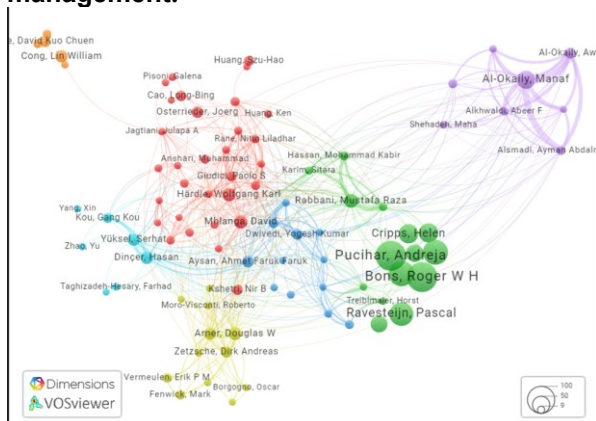 management.
e, David Kuo Chuen
Cong, Lin William
Huang, Szu-Hao
Pisoni, Galena
Cao, Long-Bing
Osterrieder, Joerg
Huang, Ken
Jagtiani, Julapa A
Rane, Nitin Liladhar
Anshari, Muhammad
Giudici, Paolo S
Härdle, Wolfgang Karl
Mhlanga, David
Al-Okaily, Aw
Al-Okaily, Manaf
Alkhwaldi, Abeer F
Shehadeh, Maha
Alsmadi, Ayman Abdalm
Hassan, Mohammad Kabir
Karim, Sitara
Rabbani, Mustafa Raza
Yang, Xin
Kou, Gang Kou
Zhao, Yu
Yüksel, Serhat
Dinçer, Hasan
Taghizadeh-Hesary, Farhad
Dwivedi, Yogesh Kumar
Aysan, Ahmet Faruk Faruk
Kshetri, Nir B
Moro-Visconti, Roberto
Cripps, Helen
Pucihar, Andreja
Bons, Roger W H
Treiblmaier, Horst
Ravesteijn, Pascal
Arner, Douglas W
Zetzsche, Dirk Andreas
Vermeulen, Erik P M
Borgogno, Oscar
Fenwick, Mark
Dimensions
VOSviewer
100
50
9